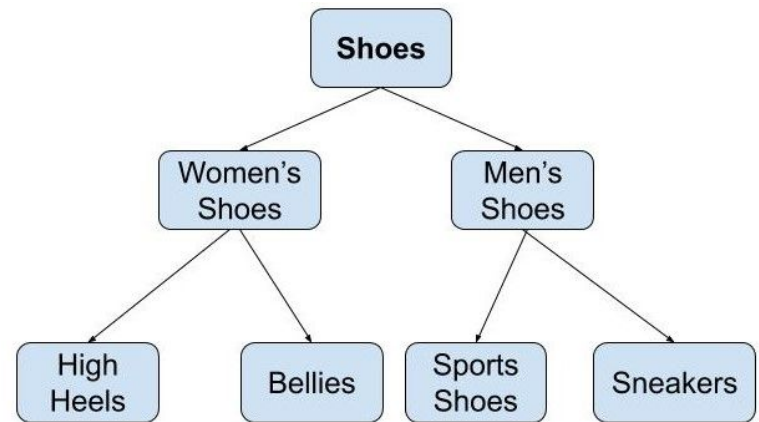 Shoes
Women's
Shoes
Men's
Shoes
High
Heels
Bellies
Sports
Shoes
Sneakers